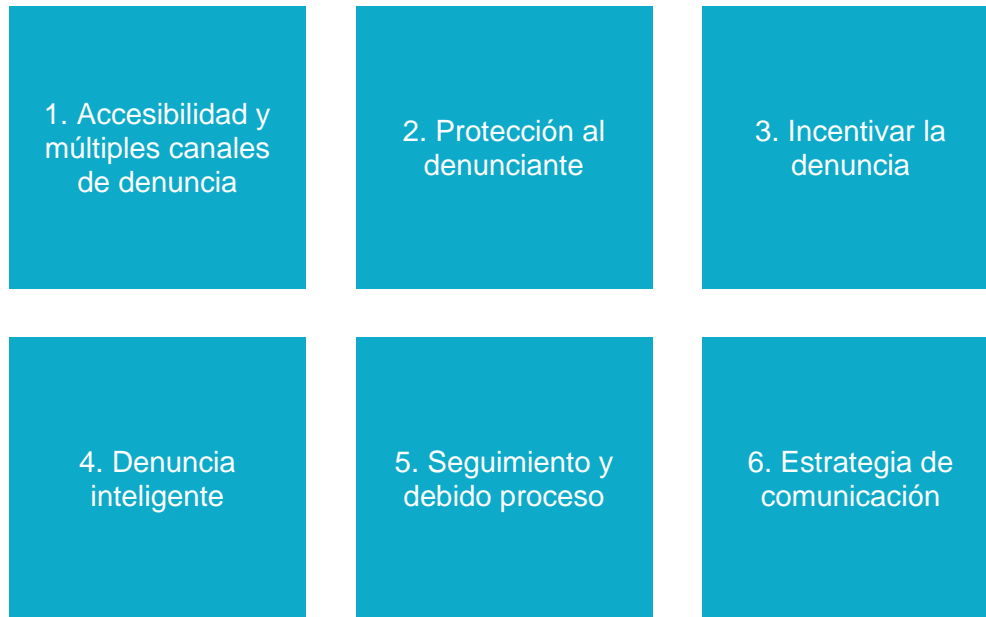 1. Accesibilidad y
múltiples canales
de denuncia
2. Protección al
denunciante
3. Incentivar la
denuncia
4. Denuncia
inteligente
5. Seguimiento y
debido proceso
6. Estrategia de
comunicación